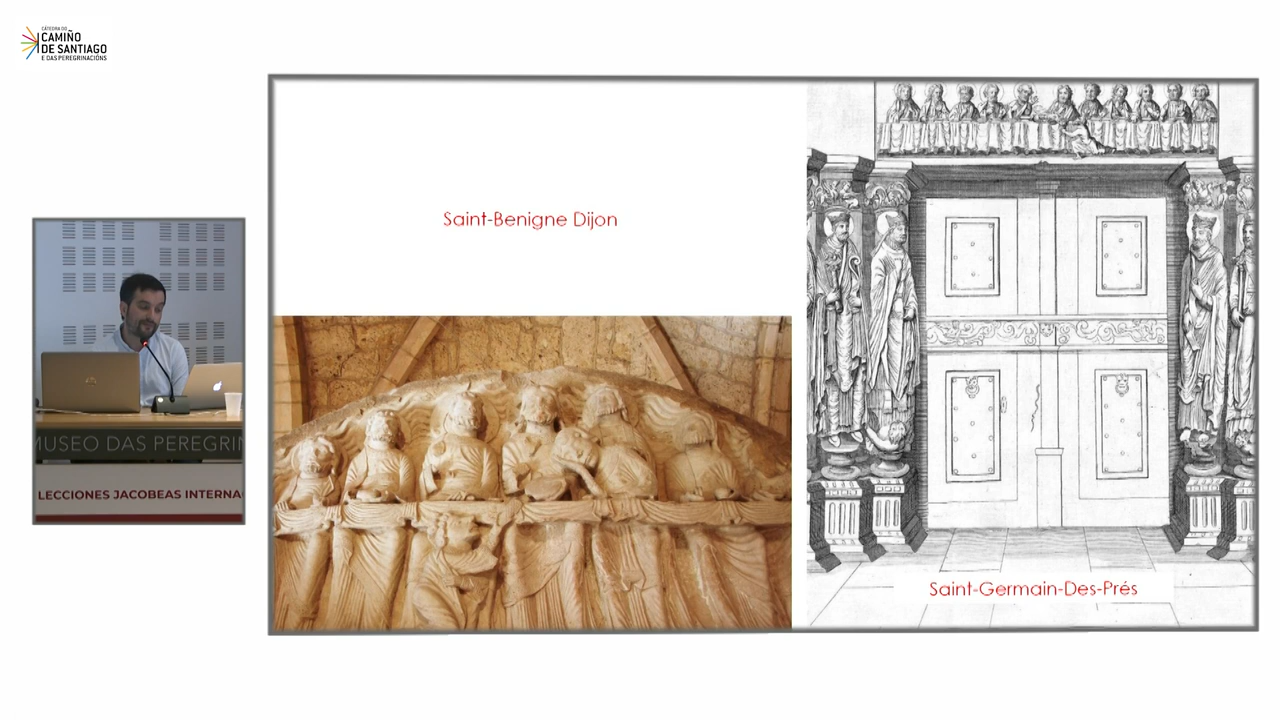 CÁTEDRA DO
CAMIÑO
DE SANTIAGO
E DAS PEREGRINACIÓNS
Saint-Benigne Dijon
Saint-Germain-Des-Prés
MUSEO DAS PEREGRIN
LECCIONES JACOBEAS INTERNA